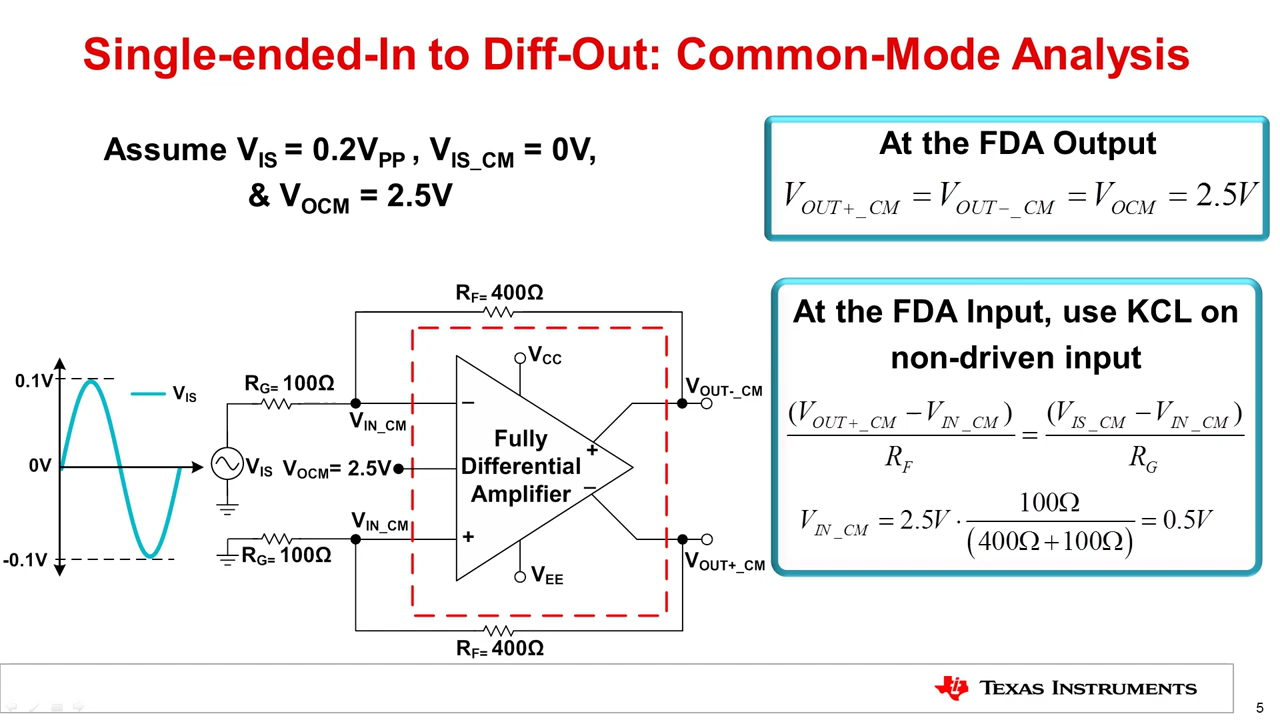 Single-ended-In to Diff-Out: Common-Mode Analysis
Assume V_IS = 0.2V_PP , V_IS_CM = 0V,
& V_OCM = 2.5V
At the FDA Output
V_OUT+_CM = V_OUT−_CM = V_OCM = 2.5V
At the FDA Input, use KCL on
non-driven input
(V_OUT+_CM − V_IN_CM) / R_F = (V_IS_CM − V_IN_CM) / R_G
V_IN_CM = 2.5V · 100Ω / (400Ω + 100Ω) = 0.5V
0.1V
0V
-0.1V
V_IS
R_F= 400Ω
R_G= 100Ω
V_IN_CM
V_IS
V_OCM= 2.5V
V_IN_CM
R_G= 100Ω
V_CC
−
Fully
Differential
Amplifier
+
−
+
V_EE
V_OUT-_CM
V_OUT+_CM
R_F= 400Ω
TEXAS INSTRUMENTS
5